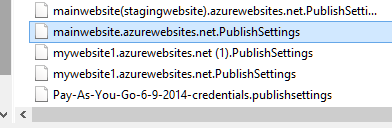 mainwebsite(stagingwebsite).azurewebsites.net.PublishSetti...
mainwebsite.azurewebsites.net.PublishSettings
mywebsite1.azurewebsites.net (1).PublishSettings
mywebsite1.azurewebsites.net.PublishSettings
Pay-As-You-Go-6-9-2014-credentials.publishsettings